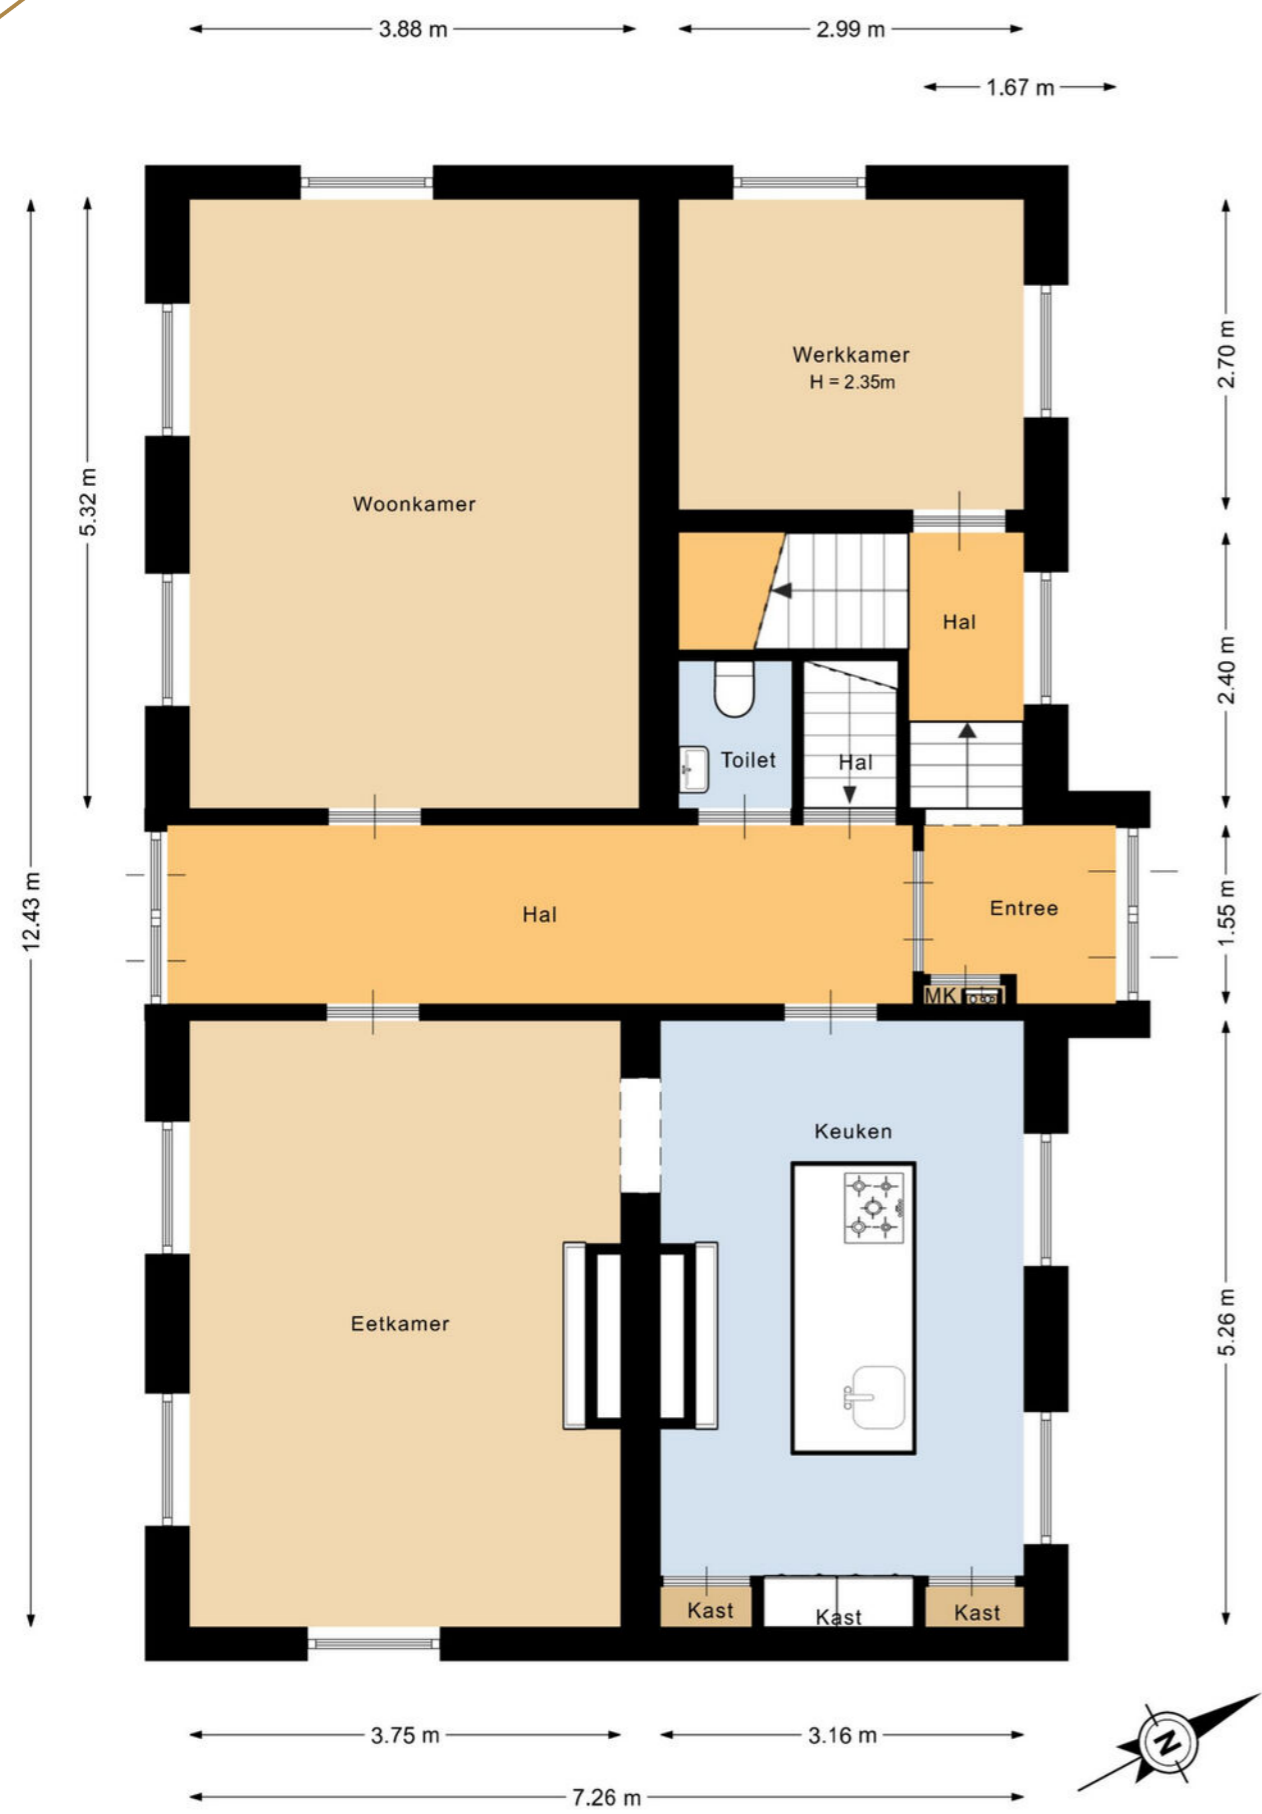 3.88 m
2.99 m
1.67 m
Werkkamer
H = 2.35m
2.70 m
5.32 m
Woonkamer
Hal
2.40 m
Toilet
Hal
12.43 m
Hal
Entree
1.55 m
MK
Keuken
Eetkamer
5.26 m
Kast
Kast
Kast
3.75 m
3.16 m
N
7.26 m